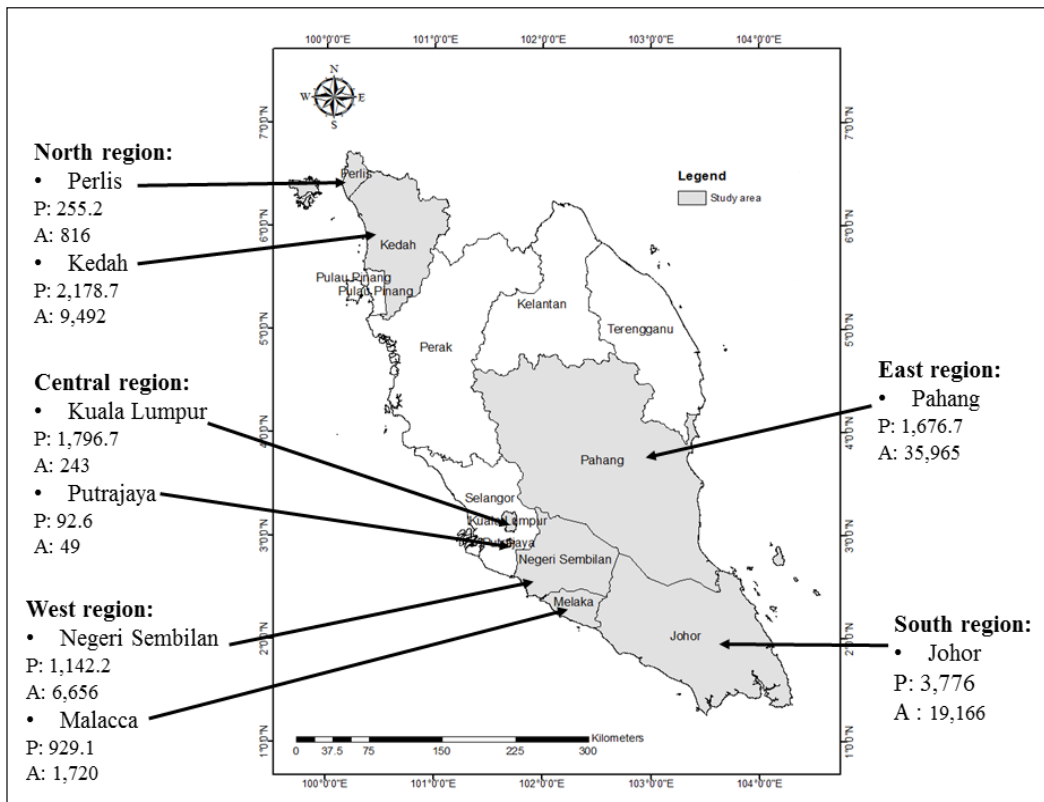 100°0'0"E 101°0'0"E 102°0'0"E 103°0'0"E 104°0'0"E
N
W E
S
7°0'0"N 7°0'0"N
North region:
• Perlis
P: 255.2
A: 816
• Kedah
P: 2,178.7
A: 9,492
Legend
Study area
Perlis
6°0'0"N 6°0'0"N
Kedah
Pulau Pinang
Pulau Pinang
Kelantan
Terengganu
5°0'0"N 5°0'0"N
Perak
Central region:
• Kuala Lumpur
P: 1,796.7
A: 243
• Putrajaya
P: 92.6
A: 49
East region:
• Pahang
P: 1,676.7
A: 35,965
4°0'0"N 4°0'0"N
Pahang
Selangor
Kuala Lumpur
3°0'0"N 3°0'0"N
Putrajaya
Negeri Sembilan
Melaka
West region:
• Negeri Sembilan
P: 1,142.2
A: 6,656
• Malacca
P: 929.1
A: 1,720
2°0'0"N 2°0'0"N
Johor
South region:
• Johor
P: 3,776
A : 19,166
Kilometers
0 37.5 75 150 225 300
1°0'0"N 1°0'0"N
100°0'0"E 101°0'0"E 102°0'0"E 103°0'0"E 104°0'0"E